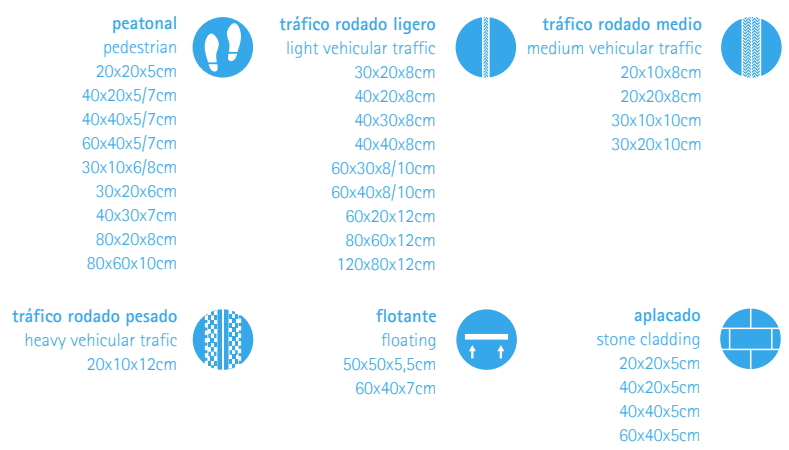 peatonal
pedestrian
20x20x5cm
40x20x5/7cm
40x40x5/7cm
60x40x5/7cm
30x10x6/8cm
30x20x6cm
40x30x7cm
80x20x8cm
80x60x10cm
tráfico rodado ligero
light vehicular traffic
30x20x8cm
40x20x8cm
40x30x8cm
40x40x8cm
60x30x8/10cm
60x40x8/10cm
60x20x12cm
80x60x12cm
120x80x12cm
tráfico rodado medio
medium vehicular traffic
20x10x8cm
20x20x8cm
30x10x10cm
30x20x10cm
tráfico rodado pesado
heavy vehicular trafic
20x10x12cm
flotante
floating
50x50x5,5cm
60x40x7cm
aplacado
stone cladding
20x20x5cm
40x20x5cm
40x40x5cm
60x40x5cm